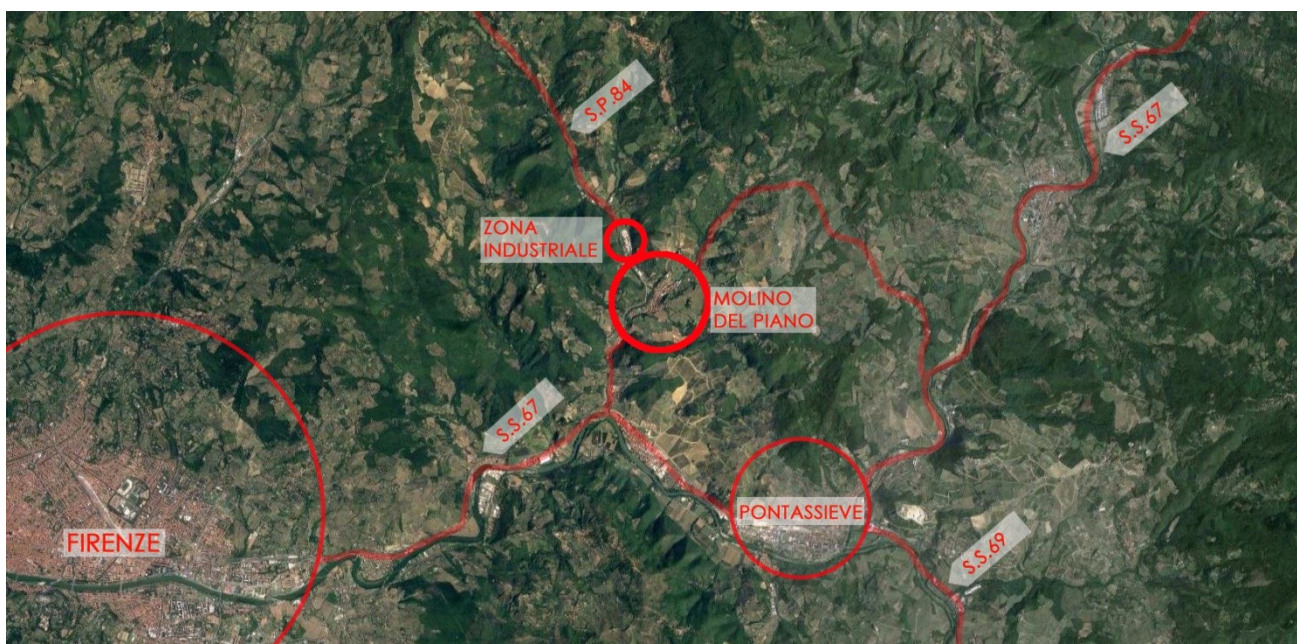 S.P.84
S.S.67
ZONA
INDUSTRIALE
MOLINO
DEL PIANO
S.S.67
PONTASSIEVE
FIRENZE
S.S.69